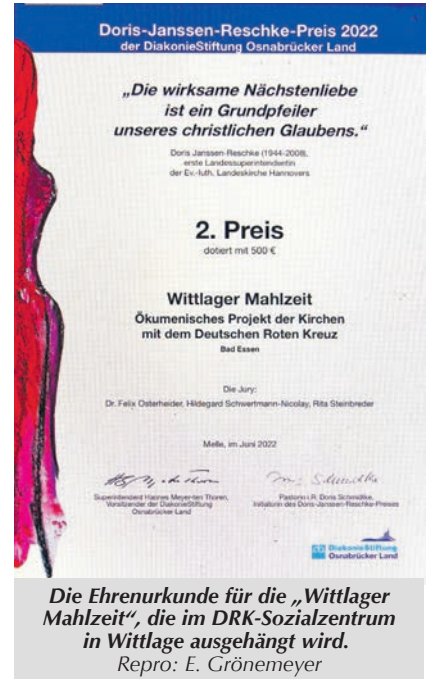 Doris-Janssen-Reschke-Preis 2022
der DiakonieStiftung Osnabrücker Land
„Die wirksame Nächstenliebe
ist ein Grundpfeiler
unseres christlichen Glaubens.“
Doris Janssen-Reschke (1944-2008),
erste Landessuperintendentin
der Ev.-luth. Landeskirche Hannovers
2. Preis
dotiert mit 500 €
Wittlager Mahlzeit
Ökumenisches Projekt der Kirchen
mit dem Deutschen Roten Kreuz
Bad Essen
Die Jury:
Dr. Felix Osterheider, Hildegard Schwertmann-Nicolay, Rita Steinbreder
Melle, im Juni 2022
Superintendent Hannes Meyer-ten Thoren,
Vorsitzender der DiakonieStiftung
Osnabrücker Land
Pastorin i.R. Doris Schmidtke,
Initiatorin des Doris-Janssen-Reschke-Preises
DiakonieStiftung
Osnabrücker Land
Die Ehrenurkunde für die „Wittlager
Mahlzeit“, die im DRK-Sozialzentrum
in Wittlage ausgehängt wird.
Repro: E. Grönemeyer